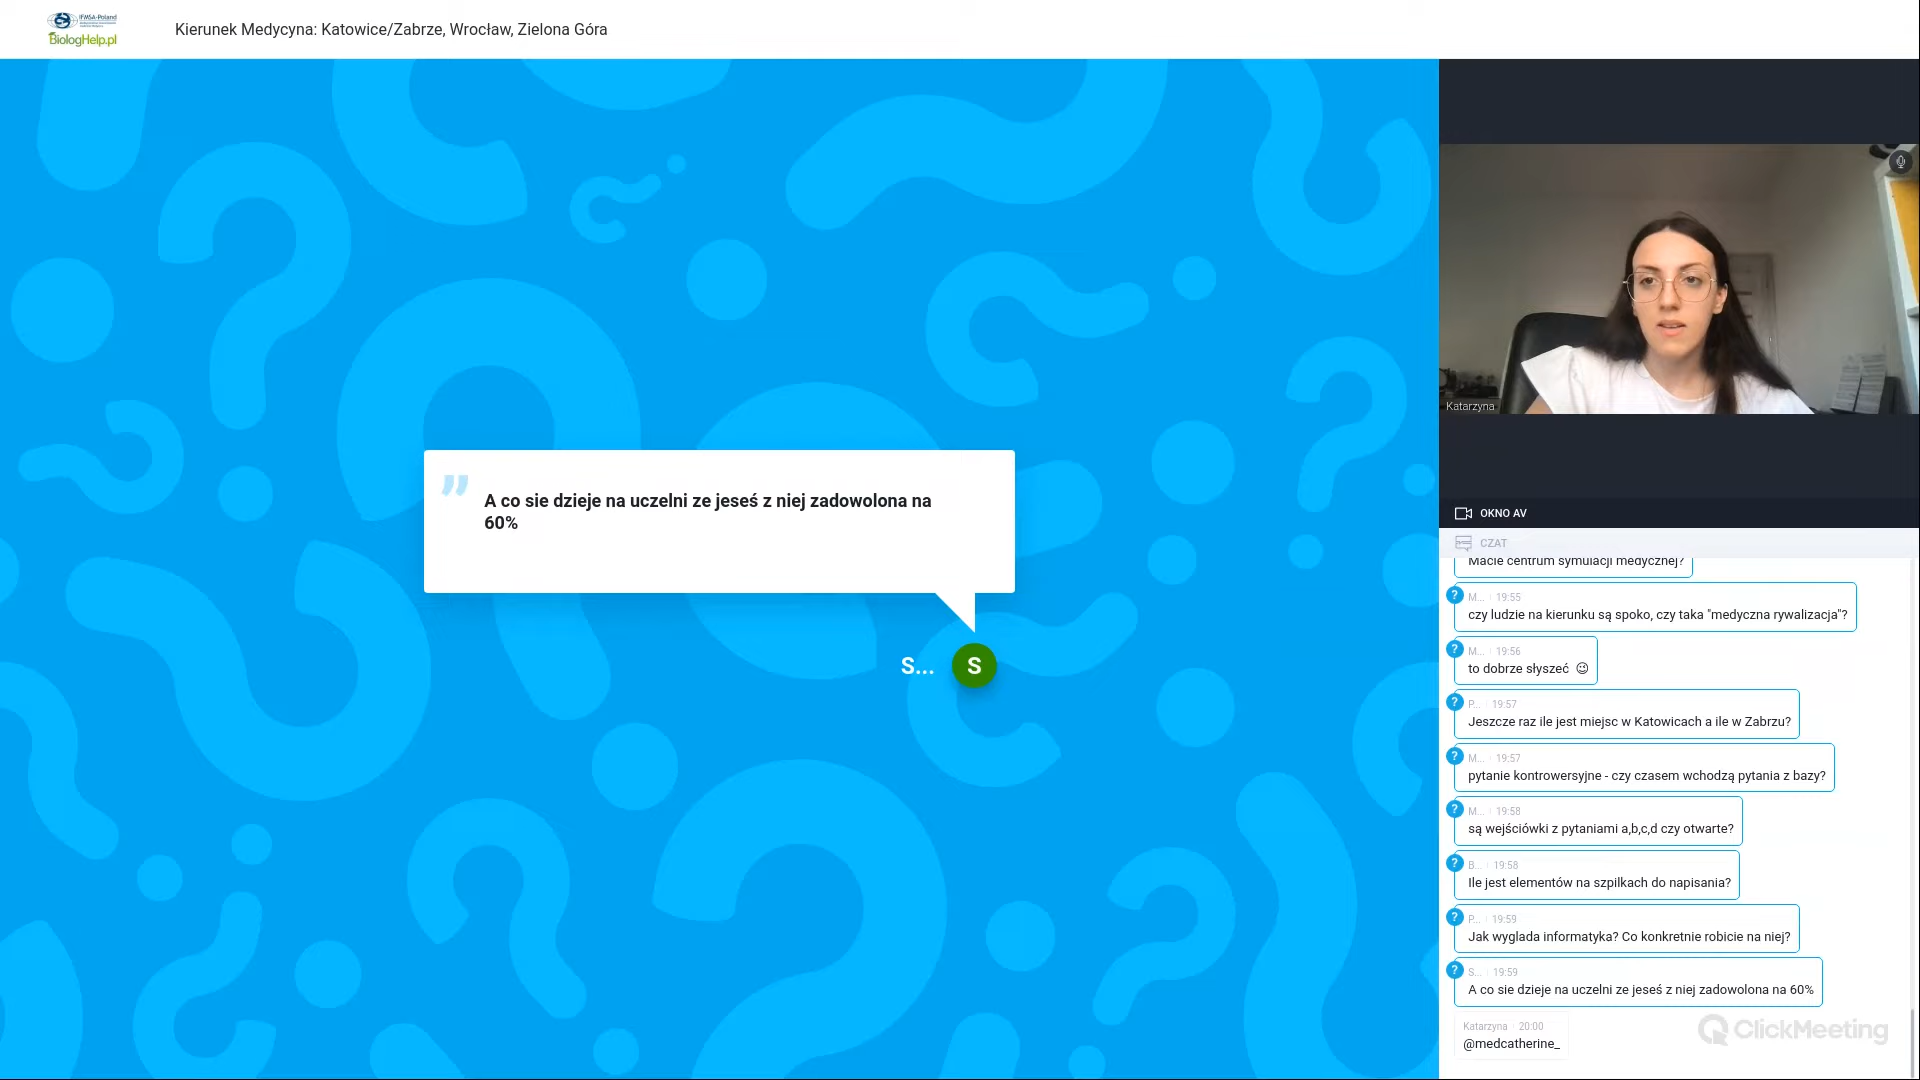 IFMSA-Poland
BiologHelp.pl
Kierunek Medycyna: Katowice/Zabrze, Wrocław, Zielona Góra
A co sie dzieje na uczelni ze jeseś z niej zadowolona na
60%
S...
S
Katarzyna
OKNO AV
CZAT
Macie centrum symulacji medycznej?
? M... 19:55
czy ludzie na kierunku są spoko, czy taka "medyczna rywalizacja"?
? M... 19:56
to dobrze słyszeć 😉
? P... 19:57
Jeszcze raz ile jest miejsc w Katowicach a ile w Zabrzu?
? M... 19:57
pytanie kontrowersyjne - czy czasem wchodzą pytania z bazy?
? M... 19:58
są wejściówki z pytaniami a,b,c,d czy otwarte?
? B... 19:58
Ile jest elementów na szpilkach do napisania?
? P... 19:59
Jak wyglada informatyka? Co konkretnie robicie na niej?
? S... 19:59
A co sie dzieje na uczelni ze jeseś z niej zadowolona na 60%
Katarzyna 20:00
@medcatherine_
ClickMeeting